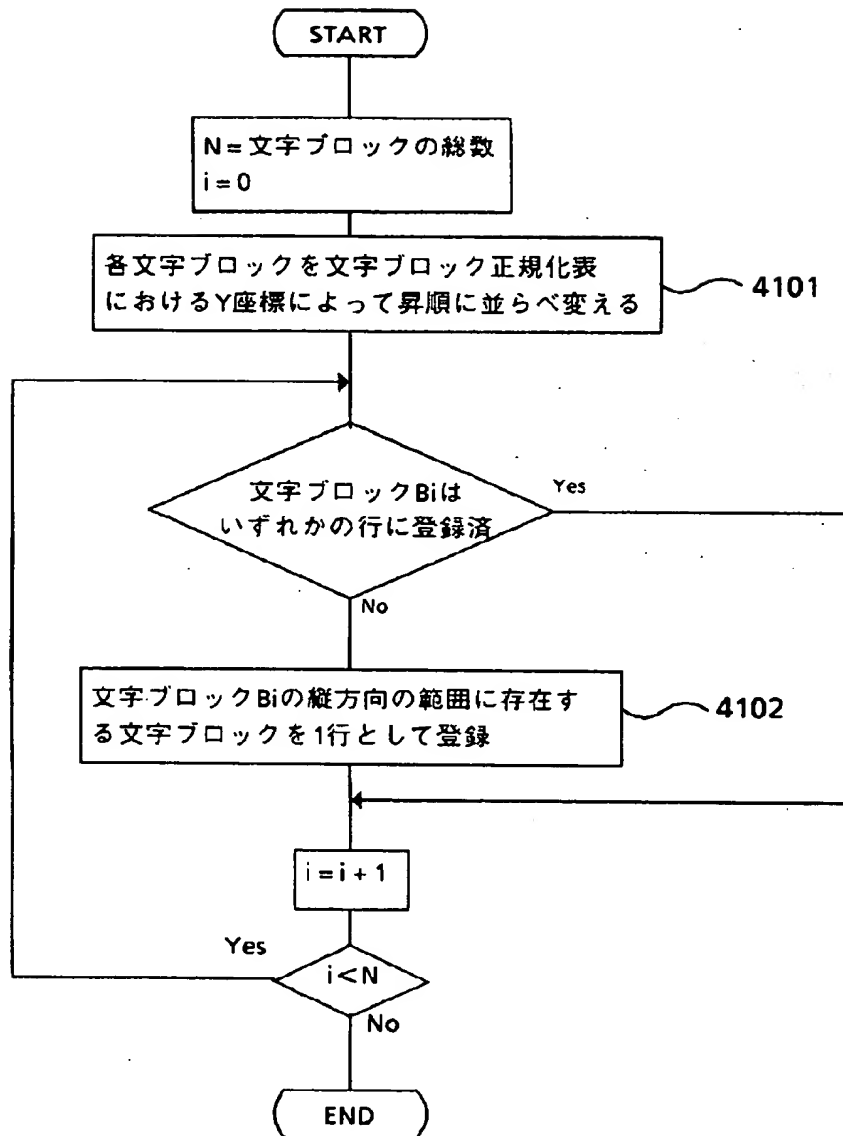 START
N=文字ブロックの総数
i=0
各文字ブロックを文字ブロック正規化表
におけるY座標によって昇順に並らべ変える
4101
文字ブロックBiは
いずれかの行に登録済
Yes
No
文字ブロックBiの縦方向の範囲に存在す
る文字ブロックを1行として登録
4102
i=i+1
Yes
i<N
No
END